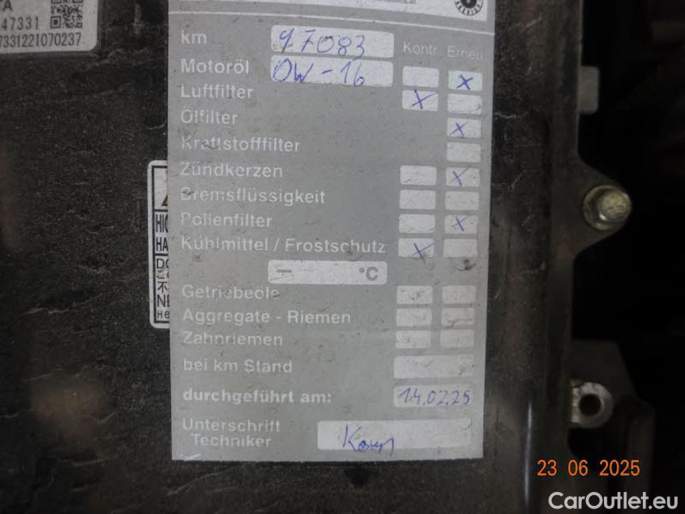 47331
7331221070237
km 97083 Kontr. Erneu.
Motoröl 0W-16 x
Luftfilter x
Ölfilter x
Kraftstofffilter
Zündkerzen x
Bremsflüssigkeit
Pollenfilter x
Kühlmittel / Frostschutz x
– °C
Getriebeöle
Aggregate - Riemen
Zahnriemen
bei km Stand
durchgeführt am: 14.02.25
Unterschrift
Techniker
23 06 2025
CarOutlet.eu